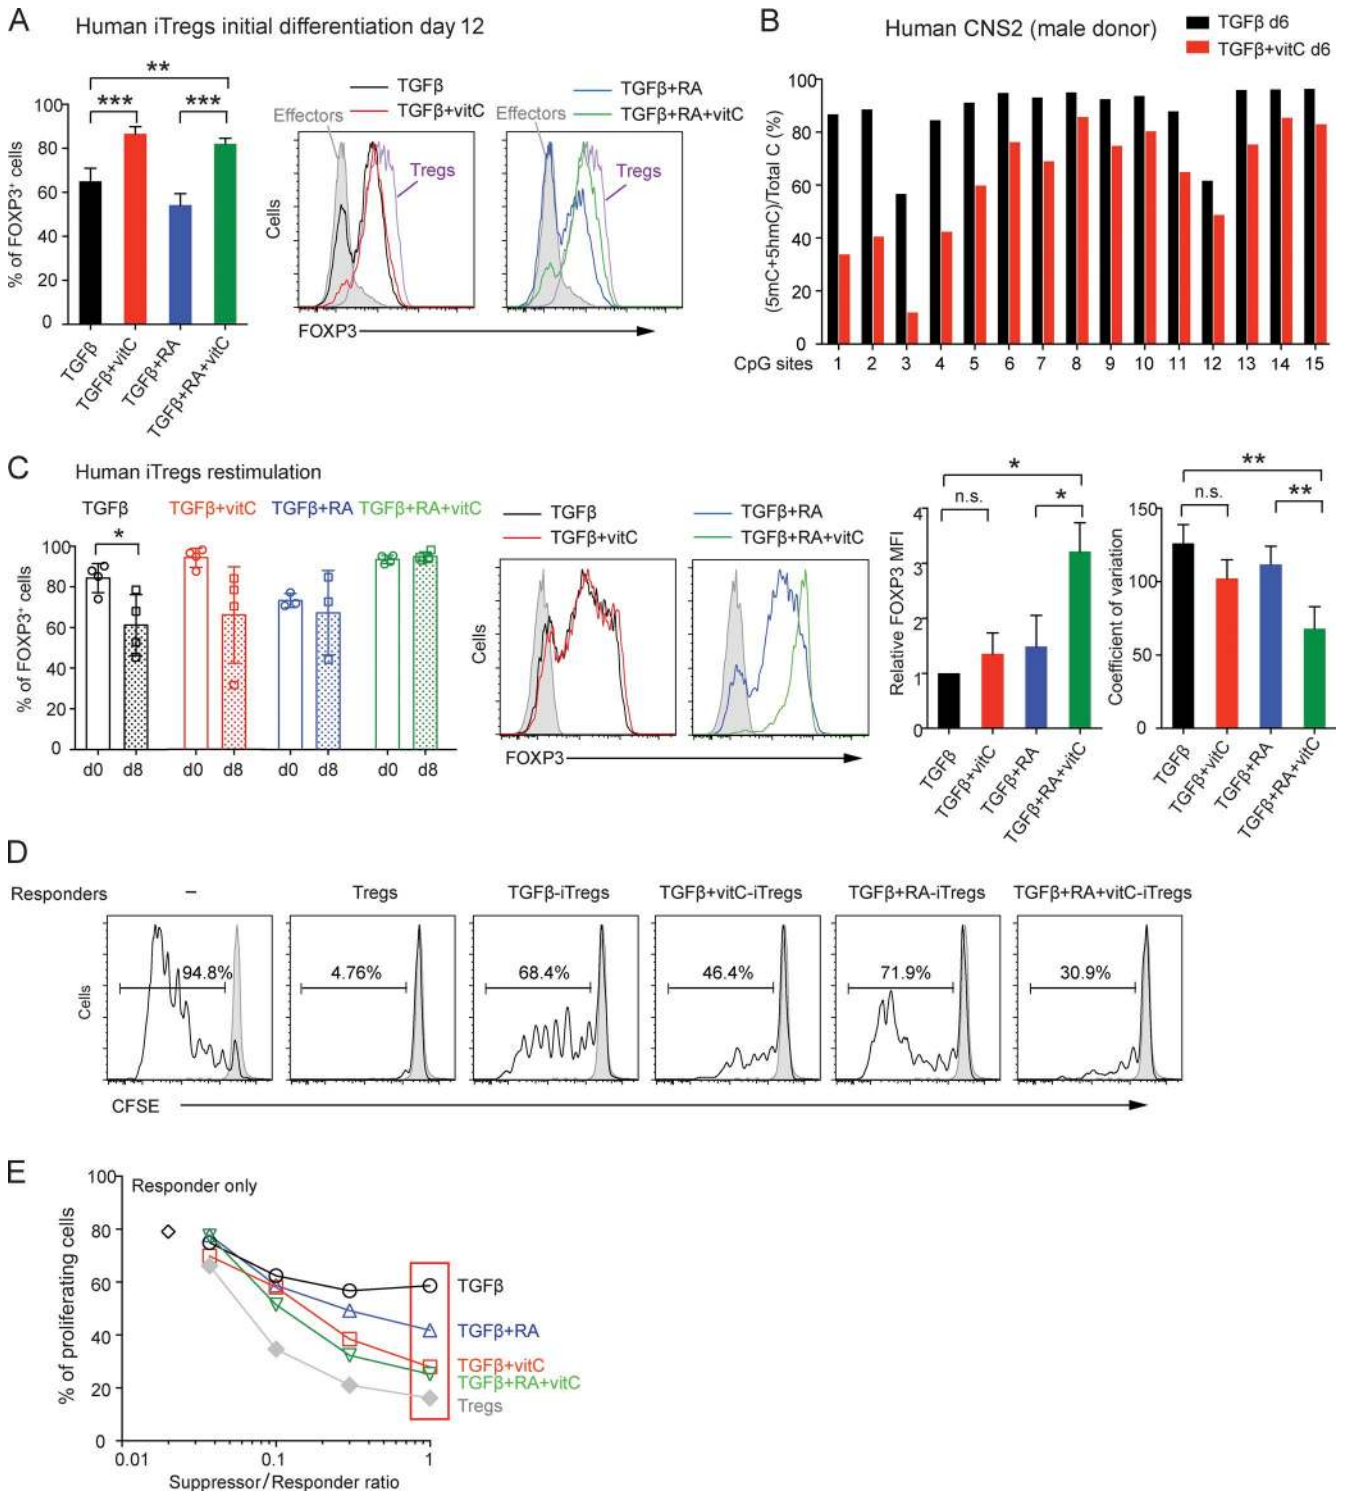 A
Human iTregs initial differentiation day 12
% of FOXP3+ cells
100
80
60
40
20
0
**
***
***
TGFβ
TGFβ+vitC
TGFβ+RA
TGFβ+RA+vitC
TGFβ
TGFβ+vitC
Effectors
Tregs
TGFβ+RA
TGFβ+RA+vitC
Effectors
Tregs
Cells
FOXP3
B
Human CNS2 (male donor)
TGFβ d6
TGFβ+vitC d6
(5mC+5hmC)/Total C (%)
100
80
60
40
20
0
CpG sites 1 2 3 4 5 6 7 8 9 10 11 12 13 14 15
C
Human iTregs restimulation
TGFβ TGFβ+vitC TGFβ+RA TGFβ+RA+vitC
*
% of FOXP3+ cells
100
80
60
40
20
0
d0 d8 d0 d8 d0 d8 d0 d8
TGFβ
TGFβ+vitC
TGFβ+RA
TGFβ+RA+vitC
Cells
FOXP3
Relative FOXP3 MFI
4
3
2
1
0
*
n.s.
*
TGFβ
TGFβ+vitC
TGFβ+RA
TGFβ+RA+vitC
Coefficient of variation
150
100
50
0
**
n.s.
**
TGFβ
TGFβ+vitC
TGFβ+RA
TGFβ+RA+vitC
D
Responders – Tregs TGFβ-iTregs TGFβ+vitC-iTregs TGFβ+RA-iTregs TGFβ+RA+vitC-iTregs
94.8% 4.76% 68.4% 46.4% 71.9% 30.9%
Cells
CFSE
E
% of proliferating cells
100
80
60
40
20
0
Responder only
TGFβ
TGFβ+RA
TGFβ+vitC
TGFβ+RA+vitC
Tregs
0.01 0.1 1
Suppressor/Responder ratio